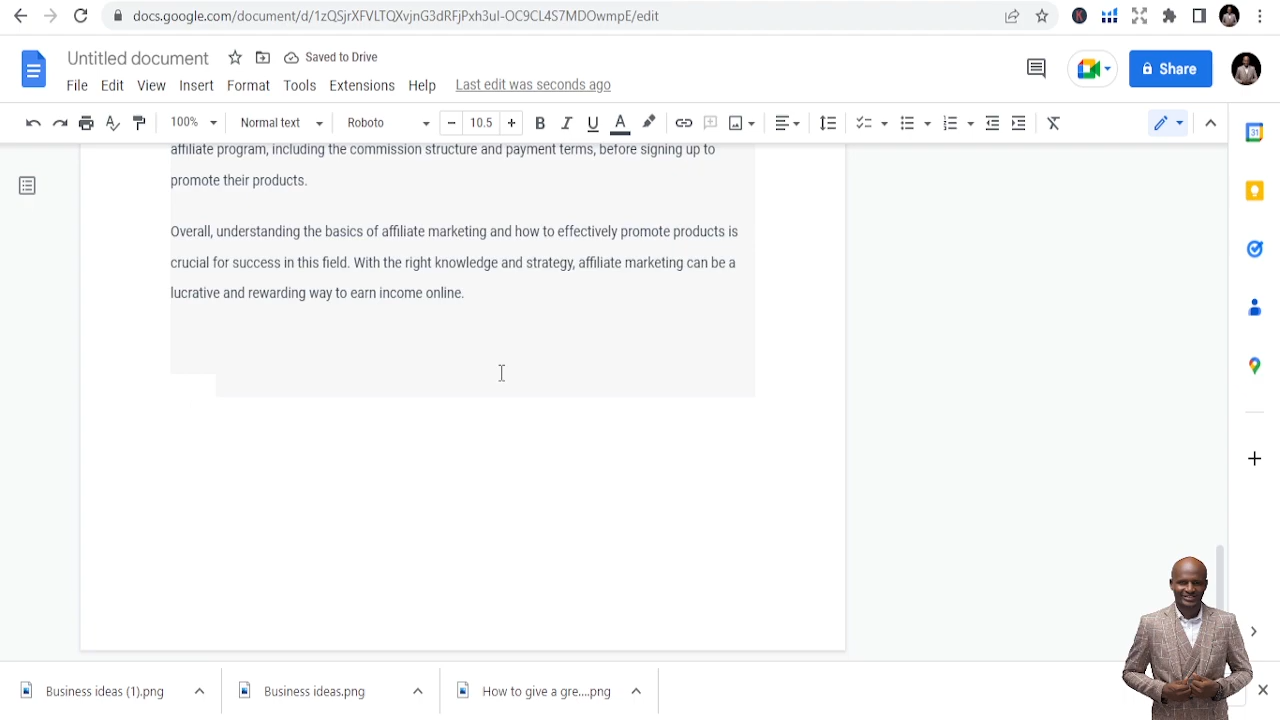 docs.google.com/document/d/1zQSjrXFVLTQXvjnG3dRFjPxh3ul-OC9CL4S7MDOwmpE/edit
Untitled document
Saved to Drive
File Edit View Insert Format Tools Extensions Help Last edit was seconds ago
Share
100% Normal text Roboto 10.5
affiliate program, including the commission structure and payment terms, before signing up to
promote their products.
Overall, understanding the basics of affiliate marketing and how to effectively promote products is
crucial for success in this field. With the right knowledge and strategy, affiliate marketing can be a
lucrative and rewarding way to earn income online.
Business ideas (1).png
Business ideas.png
How to give a gre....png